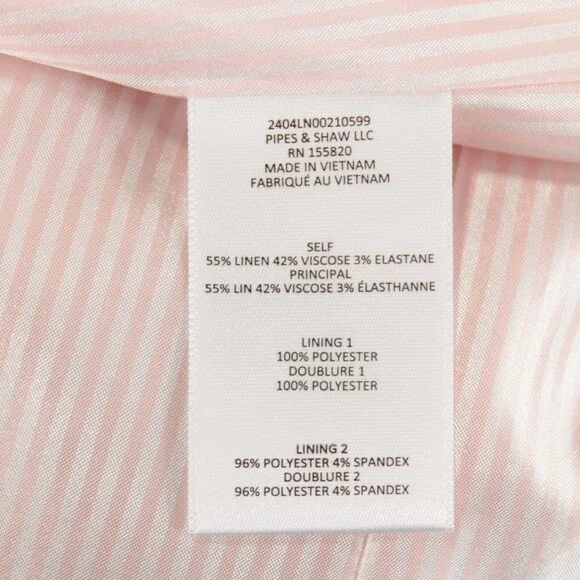 2404LN00210599
PIPES & SHAW LLC
RN 155820
MADE IN VIETNAM
FABRIQUÉ AU VIETNAM
SELF
55% LINEN 42% VISCOSE 3% ELASTANE
PRINCIPAL
55% LIN 42% VISCOSE 3% ÉLASTHANNE
LINING 1
100% POLYESTER
DOUBLURE 1
100% POLYESTER
LINING 2
96% POLYESTER 4% SPANDEX
DOUBLURE 2
96% POLYESTER 4% SPANDEX